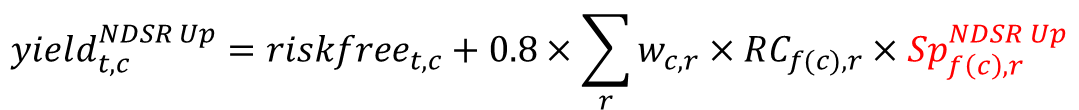 yield_{t,c}^{NDSR Up} = riskfree_{t,c} + 0.8 × ∑_r w_{c,r} × RC_{f(c),r} × Sp_{f(c),r}^{NDSR Up}